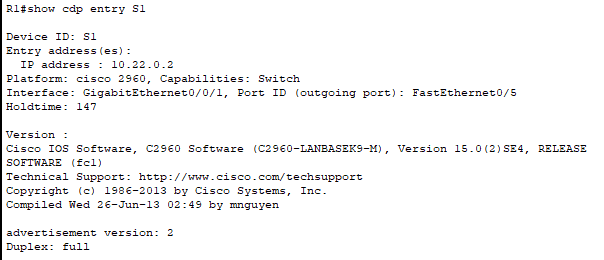 R1#show cdp entry S1
Device ID: S1
Entry address(es):
IP address : 10.22.0.2
Platform: cisco 2960, Capabilities: Switch
Interface: GigabitEthernet0/0/1, Port ID (outgoing port): FastEthernet0/5
Holdtime: 147
Version :
Cisco IOS Software, C2960 Software (C2960-LANBASEK9-M), Version 15.0(2)SE4, RELEASE
SOFTWARE (fc1)
Technical Support: http://www.cisco.com/techsupport
Copyright (c) 1986-2013 by Cisco Systems, Inc.
Compiled Wed 26-Jun-13 02:49 by mnguyen
advertisement version: 2
Duplex: full